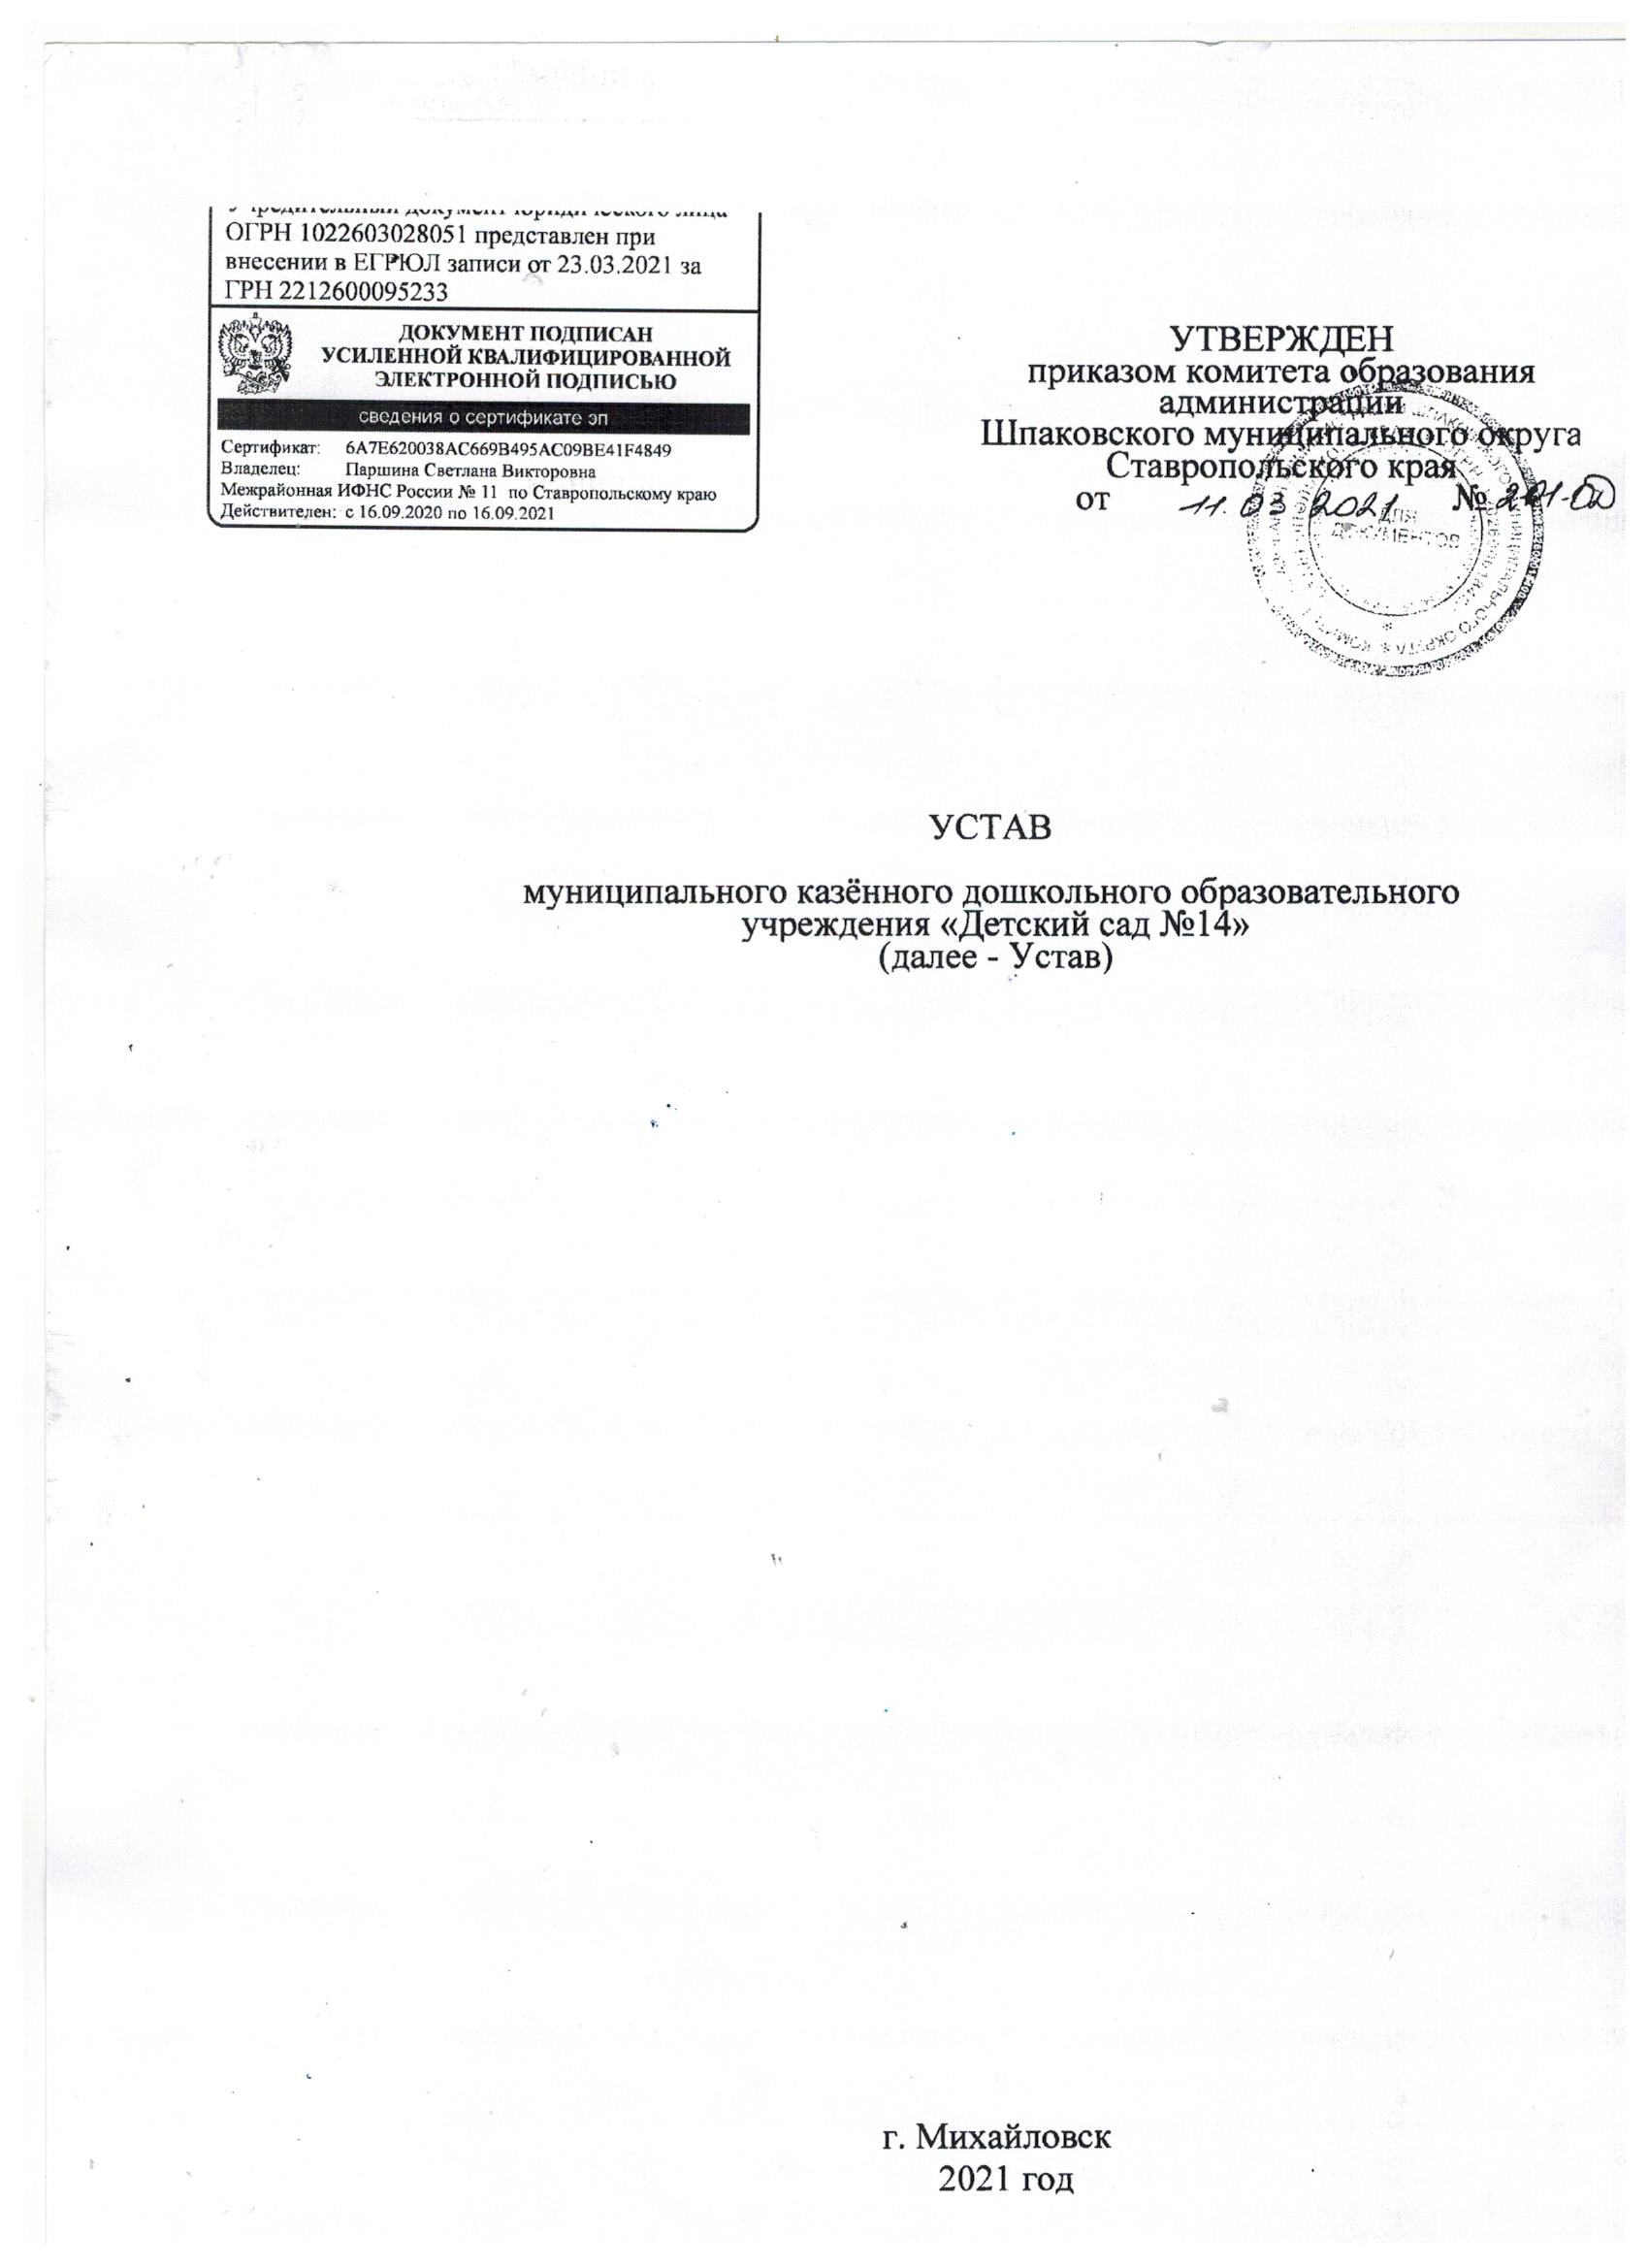 Учредительный документ юридического лица
ОГРН 1022603028051 представлен при
внесении в ЕГРЮЛ записи от 23.03.2021 за
ГРН 2212600095233
ДОКУМЕНТ ПОДПИСАН
УСИЛЕННОЙ КВАЛИФИЦИРОВАННОЙ
ЭЛЕКТРОННОЙ ПОДПИСЬЮ
сведения о сертификате эп
Сертификат: 6A7E620038AC669B495AC09BE41F4849
Владелец: Паршина Светлана Викторовна
Межрайонная ИФНС России № 11 по Ставропольскому краю
Действителен: с 16.09.2020 по 16.09.2021
УТВЕРЖДЕН
приказом комитета образования
администрации
Шпаковского муниципального округа
Ставропольского края
от 11.03 2021 №
ДЛЯ
ДОКУМЕНТОВ
УСТАВ
муниципального казённого дошкольного образовательного
учреждения «Детский сад №14»
(далее - Устав)
г. Михайловск
2021 год